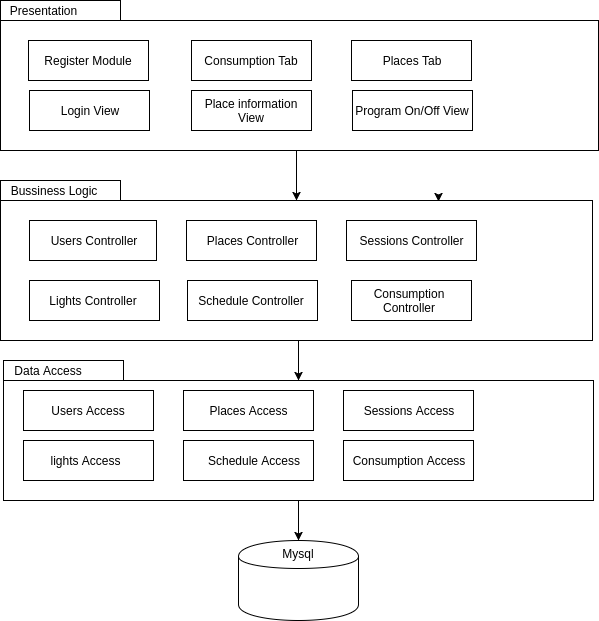 Presentation
Register Module
Consumption Tab
Places Tab
Login View
Place information
View
Program On/Off View
Bussiness Logic
Users Controller
Places Controller
Sessions Controller
Lights Controller
Schedule Controller
Consumption
Controller
Data Access
Users Access
Places Access
Sessions Access
lights Access
Schedule Access
Consumption Access
Mysql